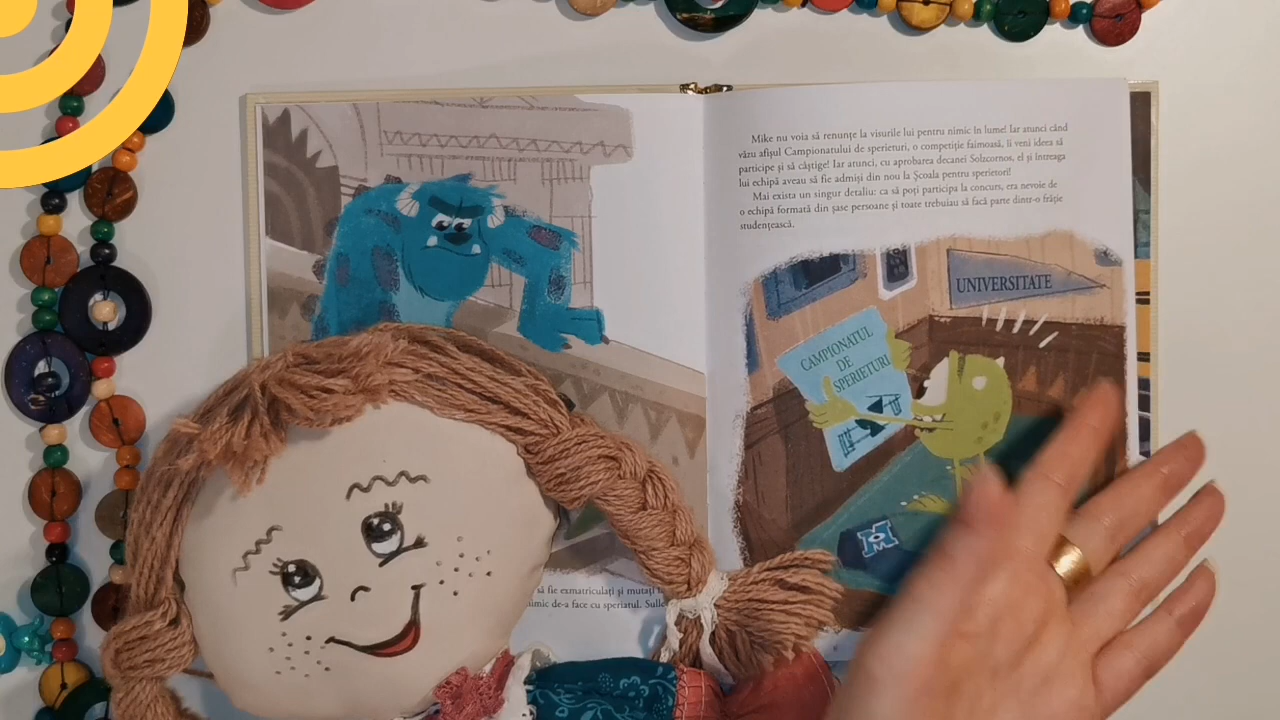 să fie exmatriculați și mutați
nimic de-a face cu speriatul. Sulle
Mike nu voia să renunțe la visurile lui pentru nimic în lume! Iar atunci când
văzu afișul Campionatului de sperieturi, o competiție faimoasă, îi veni ideea să
participe și să câștige! Iar atunci, cu aprobarea decanei Solzcornos, el și întreaga
lui echipă aveau să fie admiși din nou la Școala pentru sperietori!
Mai exista un singur detaliu: ca să poți participa la concurs, era nevoie de
o echipă formată din șase persoane și toate trebuiau să facă parte dintr-o frăție
studențească.
UNIVERSITATE
CAMPIONATUL
DE
SPERIETURI
M